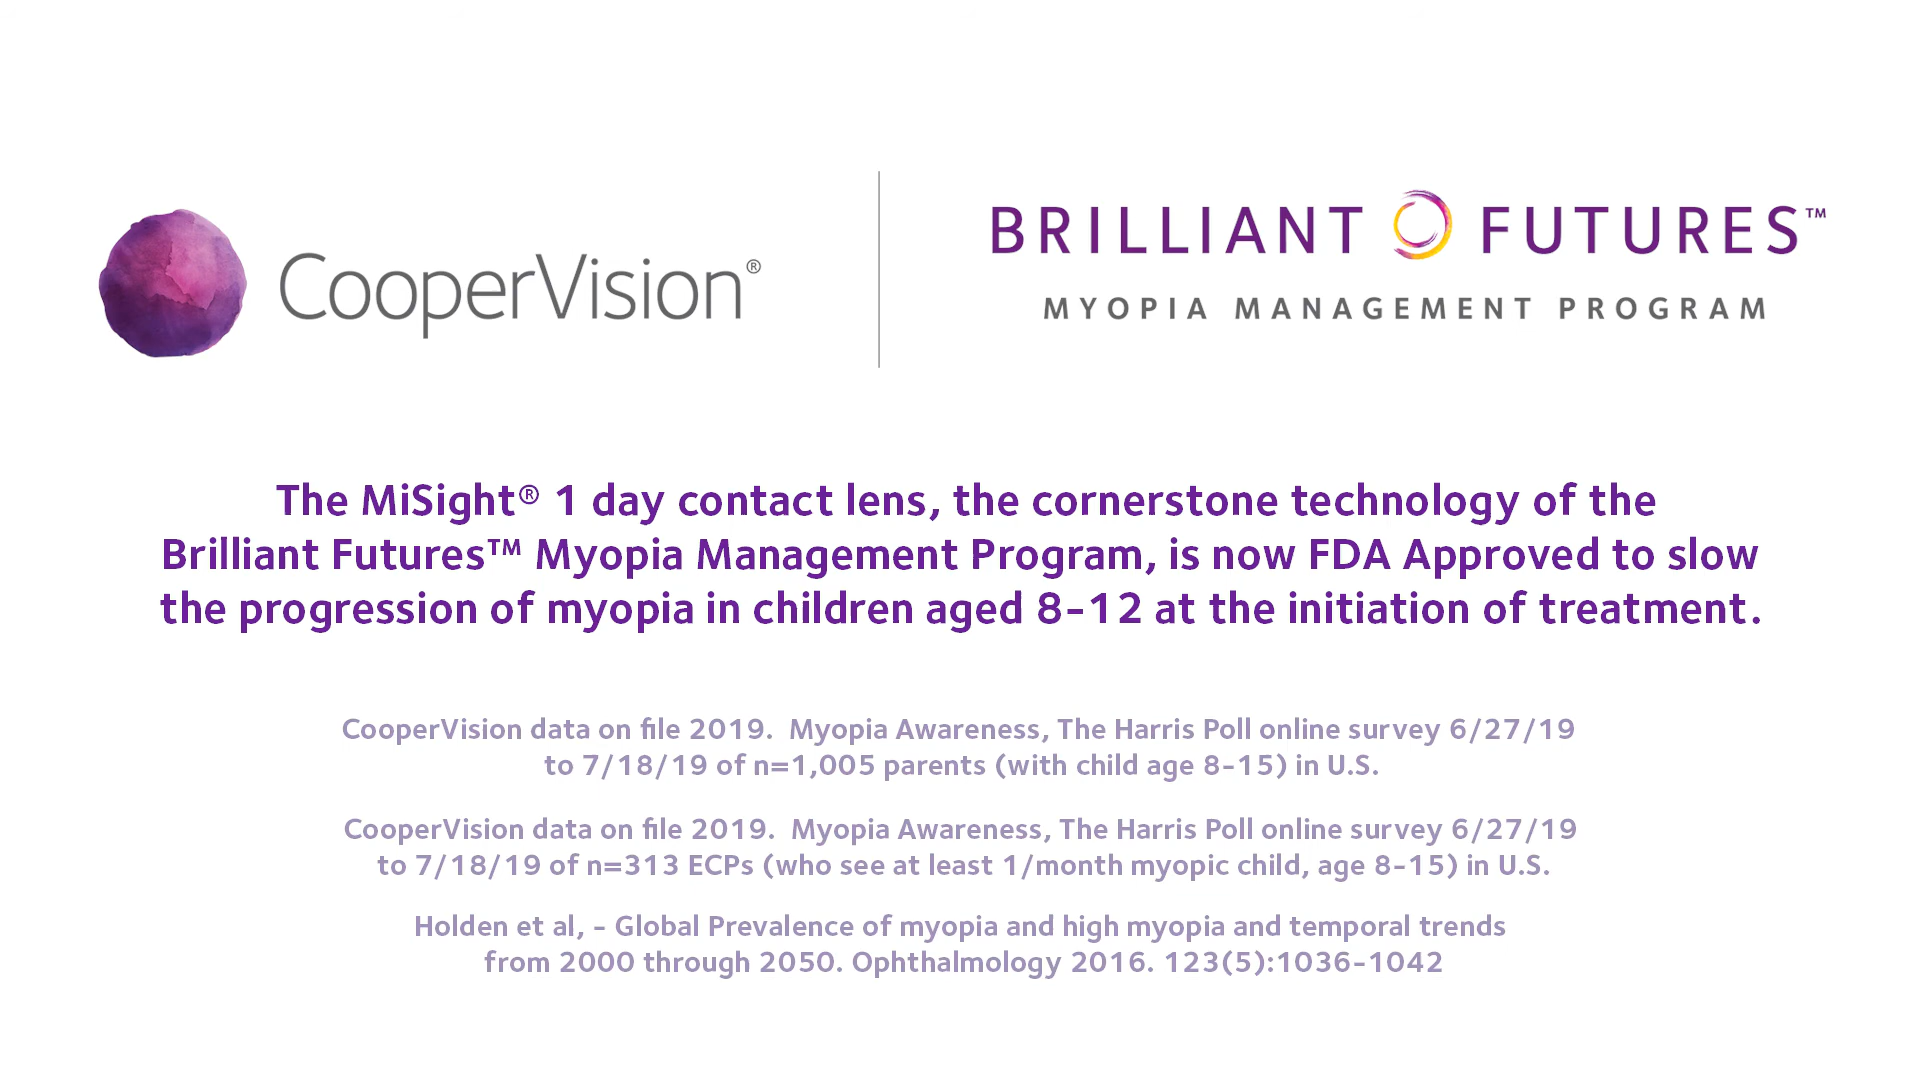 CooperVision®
BRILLIANT FUTURES™
MYOPIA MANAGEMENT PROGRAM
The MiSight® 1 day contact lens, the cornerstone technology of the
Brilliant Futures™ Myopia Management Program, is now FDA Approved to slow
the progression of myopia in children aged 8-12 at the initiation of treatment.
CooperVision data on file 2019.  Myopia Awareness, The Harris Poll online survey 6/27/19
to 7/18/19 of n=1,005 parents (with child age 8-15) in U.S.
CooperVision data on file 2019.  Myopia Awareness, The Harris Poll online survey 6/27/19
to 7/18/19 of n=313 ECPs (who see at least 1/month myopic child, age 8-15) in U.S.
Holden et al, - Global Prevalence of myopia and high myopia and temporal trends
from 2000 through 2050. Ophthalmology 2016. 123(5):1036-1042